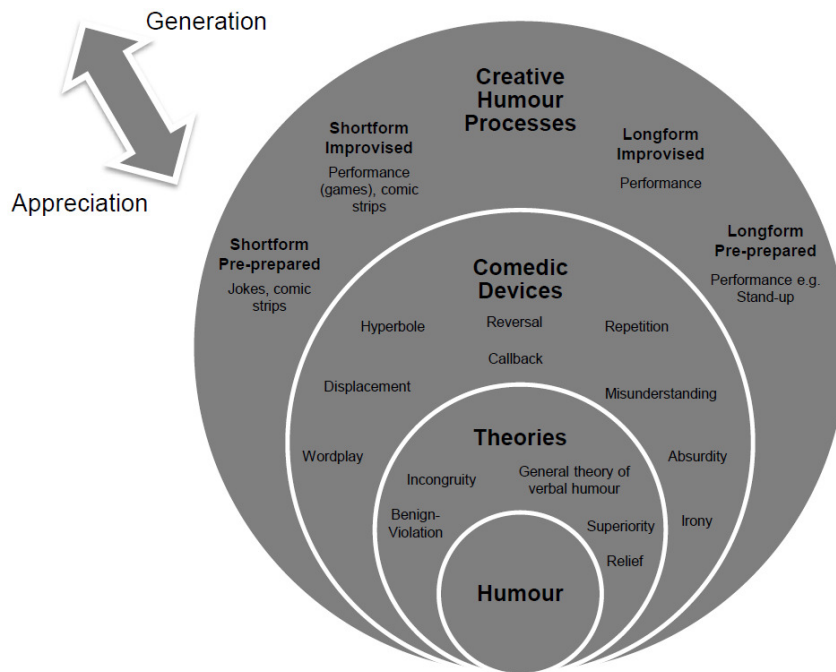 Generation
Appreciation
Creative
Humour
Processes
Shortform
Improvised
Performance
(games), comic
strips
Longform
Improvised
Performance
Shortform
Pre-prepared
Jokes, comic
strips
Longform
Pre-prepared
Performance e.g.
Stand-up
Comedic
Devices
Hyperbole
Reversal
Repetition
Callback
Displacement
Misunderstanding
Wordplay
Absurdity
Irony
Theories
Incongruity
General theory of
verbal humour
Benign-
Violation
Superiority
Relief
Humour